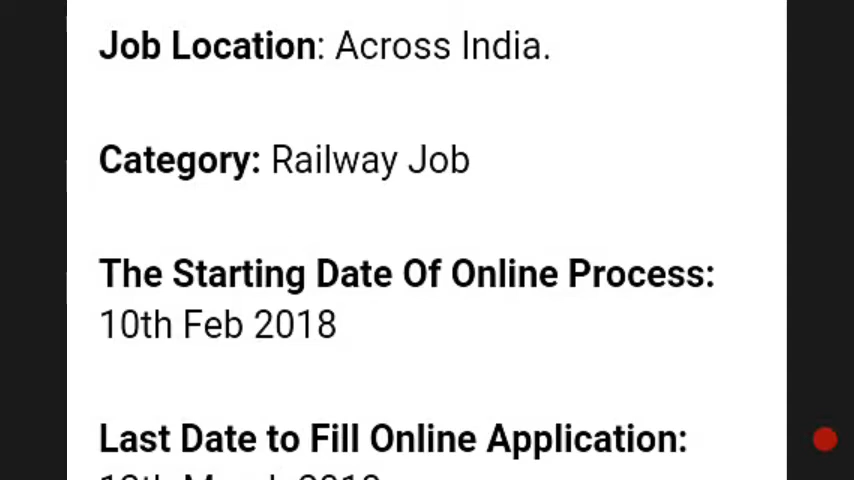 Job Location: Across India.
Category: Railway Job
The Starting Date Of Online Process:
10th Feb 2018
Last Date to Fill Online Application: